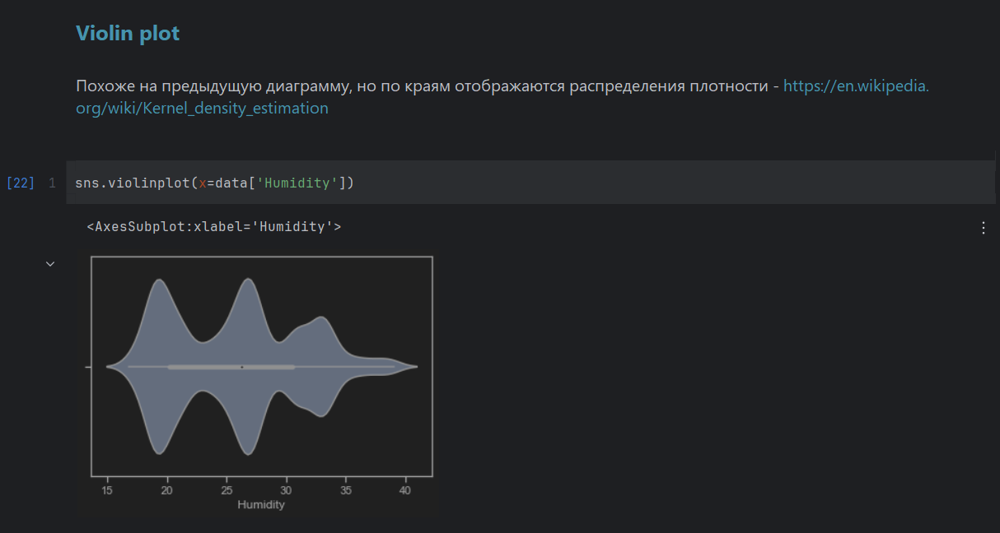 Violin plot
Похоже на предыдущую диаграмму, но по краям отображаются распределения плотности - https://en.wikipedia.
org/wiki/Kernel_density_estimation
[22] 1 sns.violinplot(x=data['Humidity'])
<AxesSubplot:xlabel='Humidity'>
15 20 25 30 35 40
Humidity